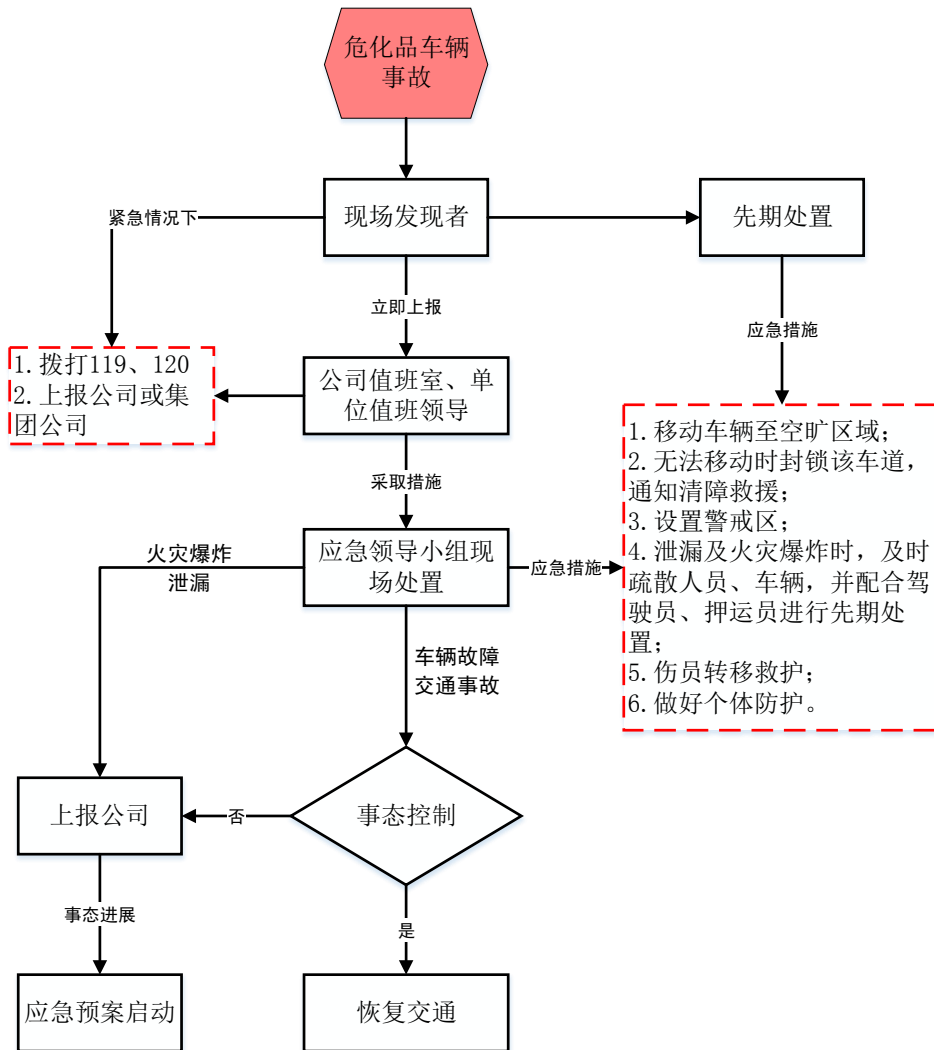 危化品车辆
事故
紧急情况下
现场发现者
先期处置
立即上报
应急措施
1.拨打119、120
2.上报公司或集
团公司
公司值班室、单
位值班领导
1.移动车辆至空旷区域；
2.无法移动时封锁该车道，
通知清障救援；
3.设置警戒区；
4.泄漏及火灾爆炸时，及时
疏散人员、车辆，并配合驾
驶员、押运员进行先期处
置；
5.伤员转移救护；
6.做好个体防护。
采取措施
火灾爆炸
泄漏
应急领导小组现
场处置
应急措施
车辆故障
交通事故
上报公司
否
事态控制
事态进展
是
应急预案启动
恢复交通